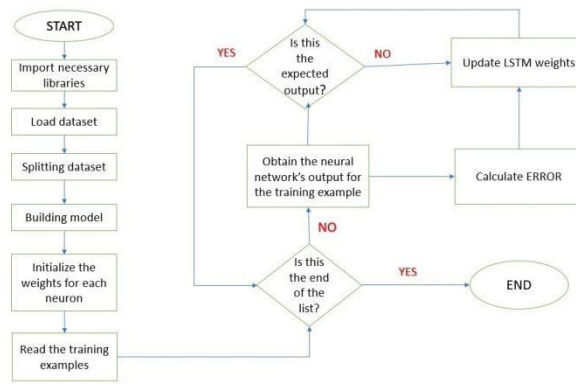 START
Import necessary
libraries
Load dataset
Splitting dataset
Building model
Initialize the
weights for each
neuron
Read the training
examples
YES
Is this
the
expected
output?
NO
Update LSTM weights
Obtain the neural
network's output for
the training example
Calculate ERROR
NO
Is this
the end
of the
list?
YES
END